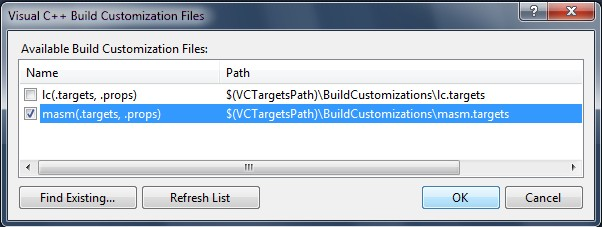 Visual C++ Build Customization Files
Available Build Customization Files:
Name Path
lc(.targets, .props) $(VCTargetsPath)\BuildCustomizations\lc.targets
masm(.targets, .props) $(VCTargetsPath)\BuildCustomizations\masm.targets
Find Existing... Refresh List OK Cancel